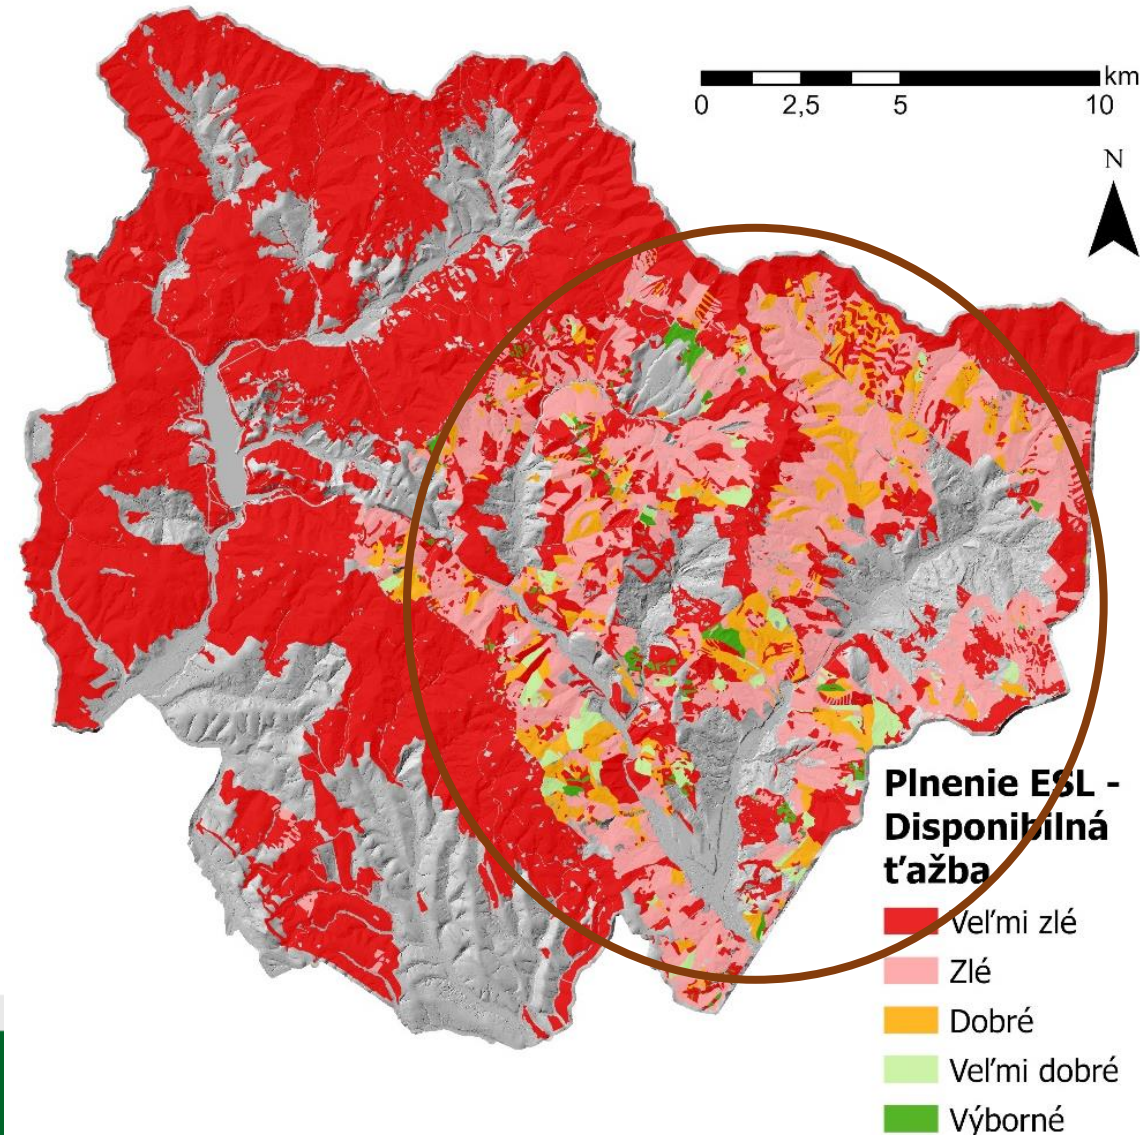 km
0 2,5 5 10
N
Plnenie ESL -
Disponibilná
ťažba
Veľmi zlé
Zlé
Dobré
Veľmi dobré
Výborné